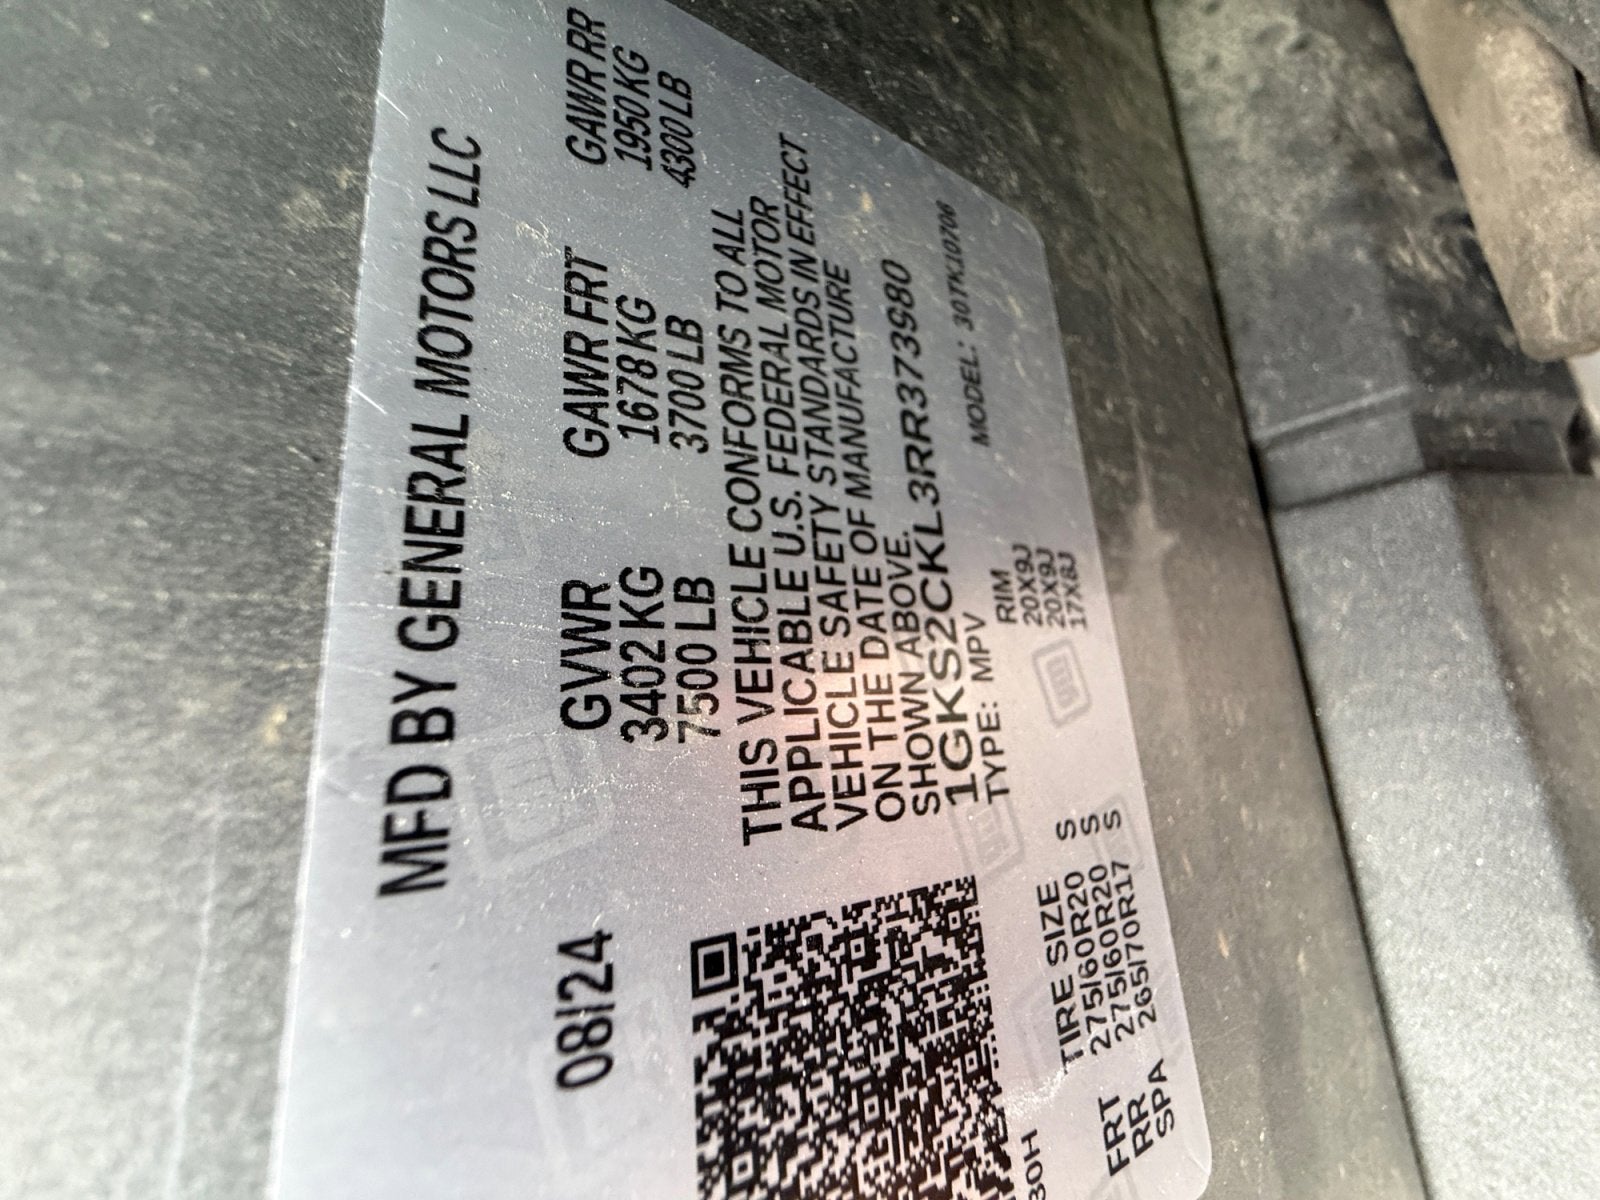 MFD BY GENERAL MOTORS LLC
08/24
GVWR GAWR FRT GAWR RR
3402 KG 1678 KG 1950 KG
7500 LB 3700 LB 4300 LB
THIS VEHICLE CONFORMS TO ALL
APPLICABLE U.S. FEDERAL MOTOR
VEHICLE SAFETY STANDARDS IN EFFECT
ON THE DATE OF MANUFACTURE
SHOWN ABOVE.
1GKS2CKL3RR373980
TYPE: MPV MODEL: 30TK10706
30H
TIRE SIZE RIM
FRT 275/60R20 S 20X9J
RR 275/60R20 S 20X9J
SPA 265/70R17 S 17X8J